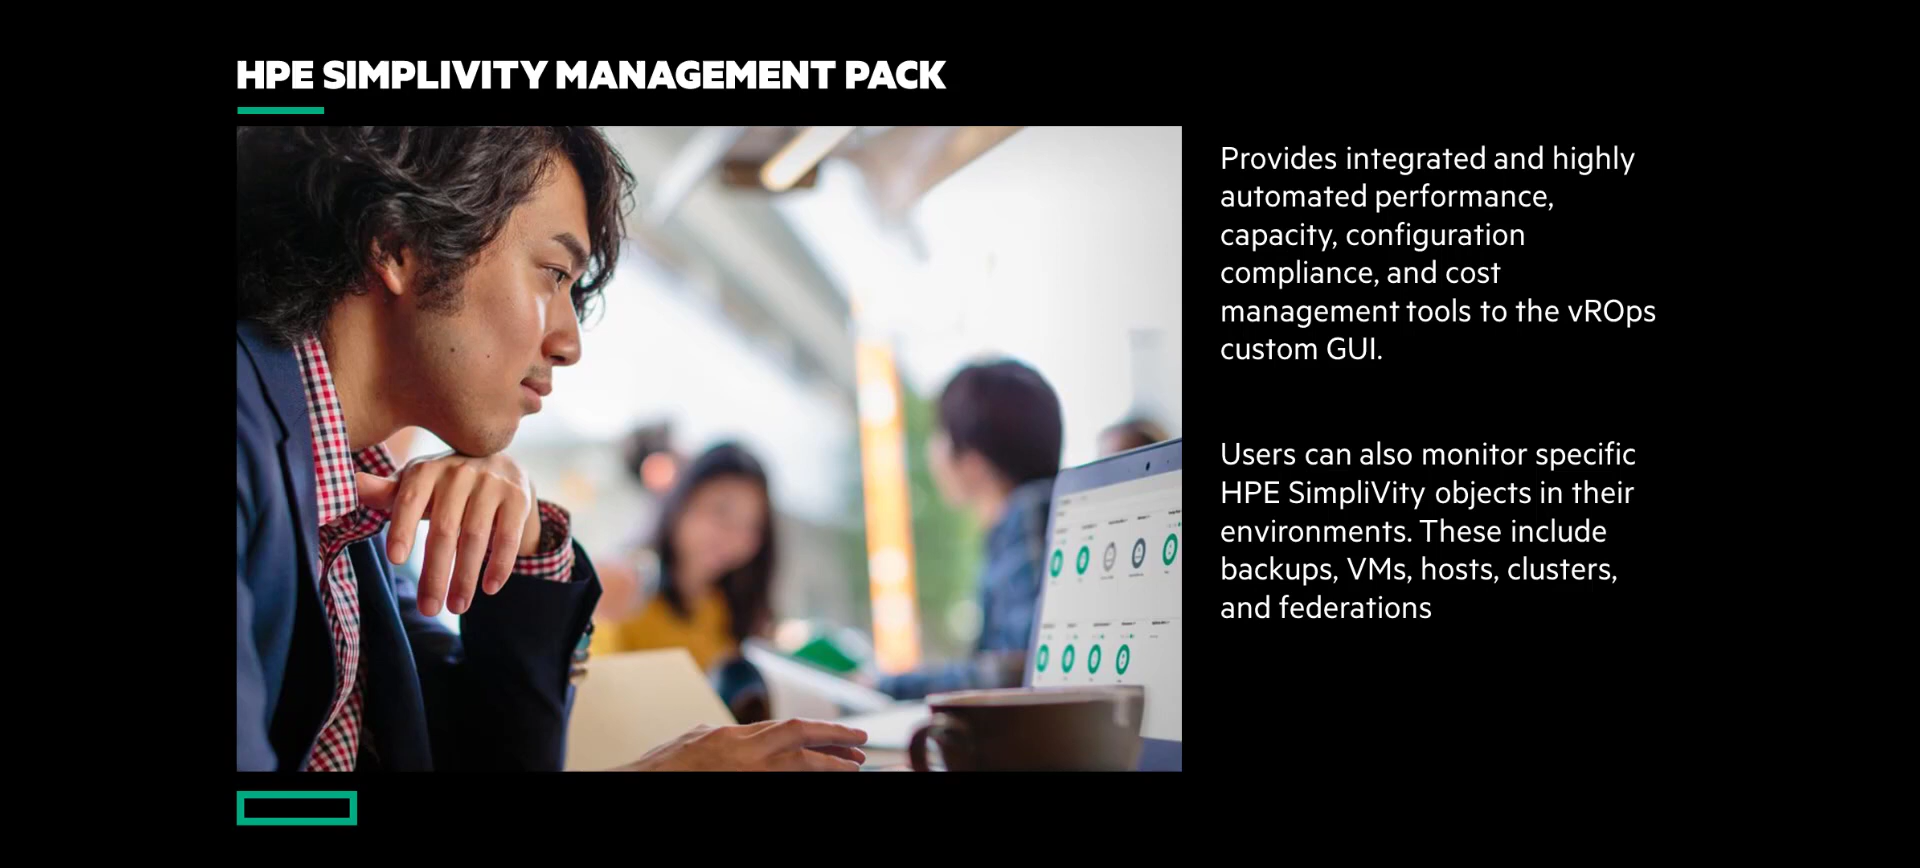 HPE SIMPLIVITY MANAGEMENT PACK
Provides integrated and highly
automated performance,
capacity, configuration
compliance, and cost
management tools to the vROps
custom GUI.
Users can also monitor specific
HPE SimpliVity objects in their
environments. These include
backups, VMs, hosts, clusters,
and federations